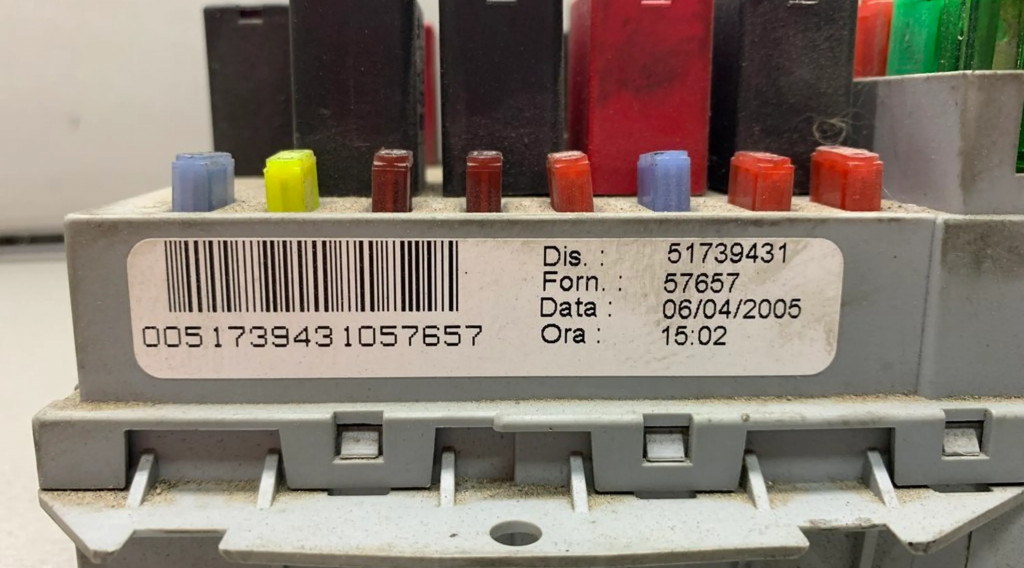 0051739431057657
Dis. : 51739431
Forn. : 57657
Data : 06/04/2005
Ora : 15:02